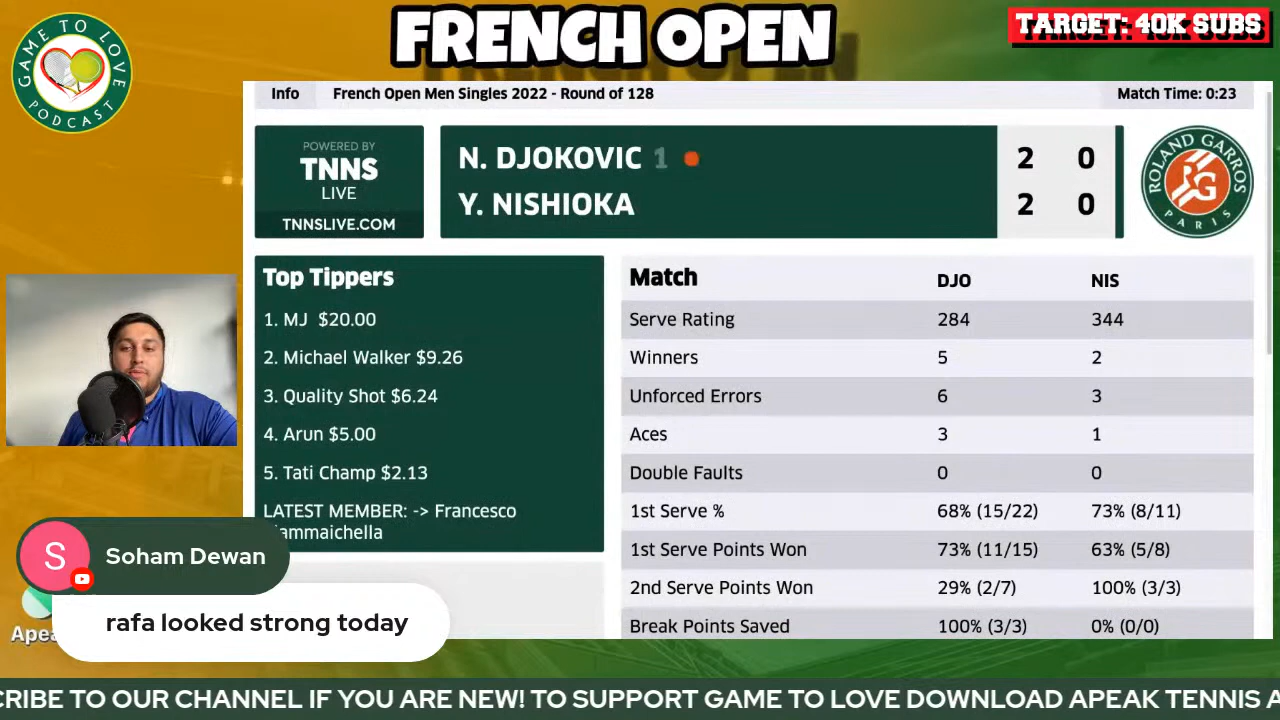 GAME TO LOVE
PODCAST
FRENCH OPEN
TARGET: 40K SUBS
Info
French Open Men Singles 2022 - Round of 128
Match Time: 0:23
POWERED BY
TNNS
LIVE
TNNSLIVE.COM
N. DJOKOVIC 1 2 0
Y. NISHIOKA 2 0
ROLAND GARROS
RG
PARIS
Top Tippers
1. MJ $20.00
2. Michael Walker $9.26
3. Quality Shot $6.24
4. Arun $5.00
5. Tati Champ $2.13
LATEST MEMBER: -> Francesco
ammaichella
Match DJO NIS
Serve Rating 284 344
Winners 5 2
Unforced Errors 6 3
Aces 3 1
Double Faults 0 0
1st Serve % 68% (15/22) 73% (8/11)
1st Serve Points Won 73% (11/15) 63% (5/8)
2nd Serve Points Won 29% (2/7) 100% (3/3)
Break Points Saved 100% (3/3) 0% (0/0)
S
Soham Dewan
rafa looked strong today
Apea
CRIBE TO OUR CHANNEL IF YOU ARE NEW! TO SUPPORT GAME TO LOVE DOWNLOAD APEAK TENNIS A